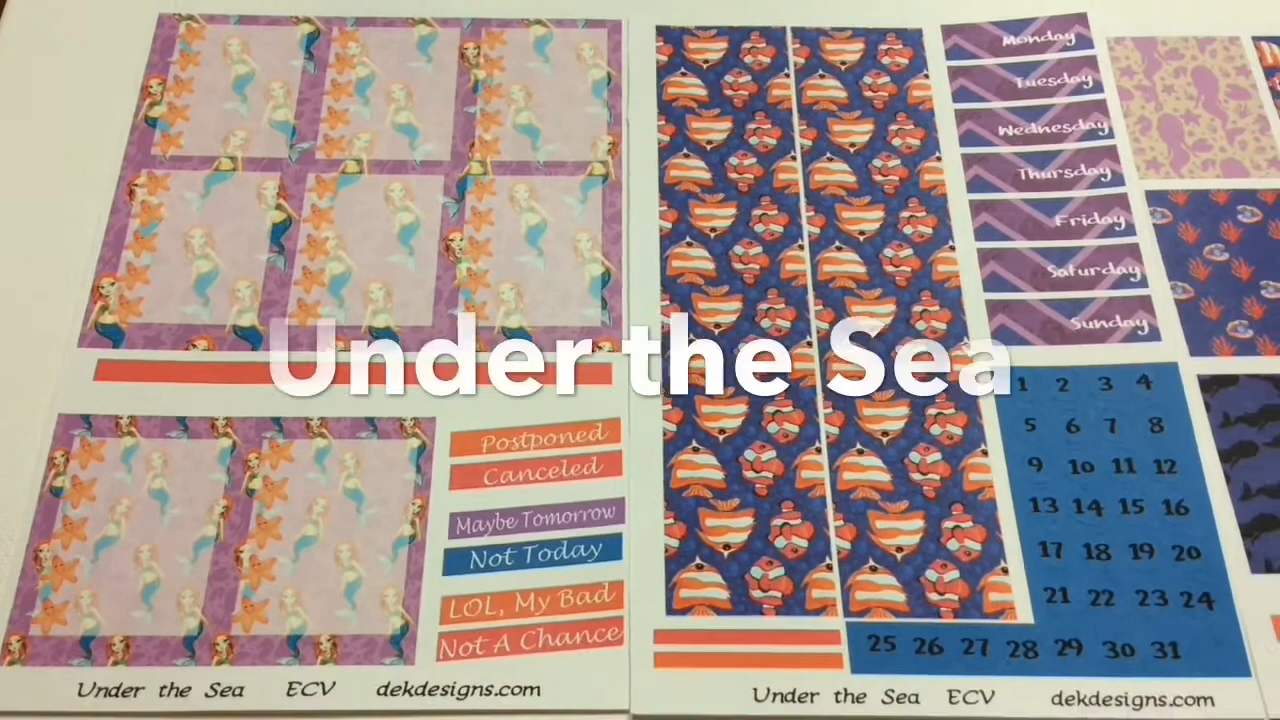 Under the Sea
Postponed
Canceled
Maybe Tomorrow
Not Today
LOL, My Bad
Not A Chance
Under the Sea ECV dekdesigns.com
Monday
Tuesday
Wednesday
Thursday
Friday
Saturday
Sunday
1 2 3 4
5 6 7 8
9 10 11 12
13 14 15 16
17 18 19 20
21 22 23 24
25 26 27 28 29 30 31
Under the Sea ECV dekdesigns.com